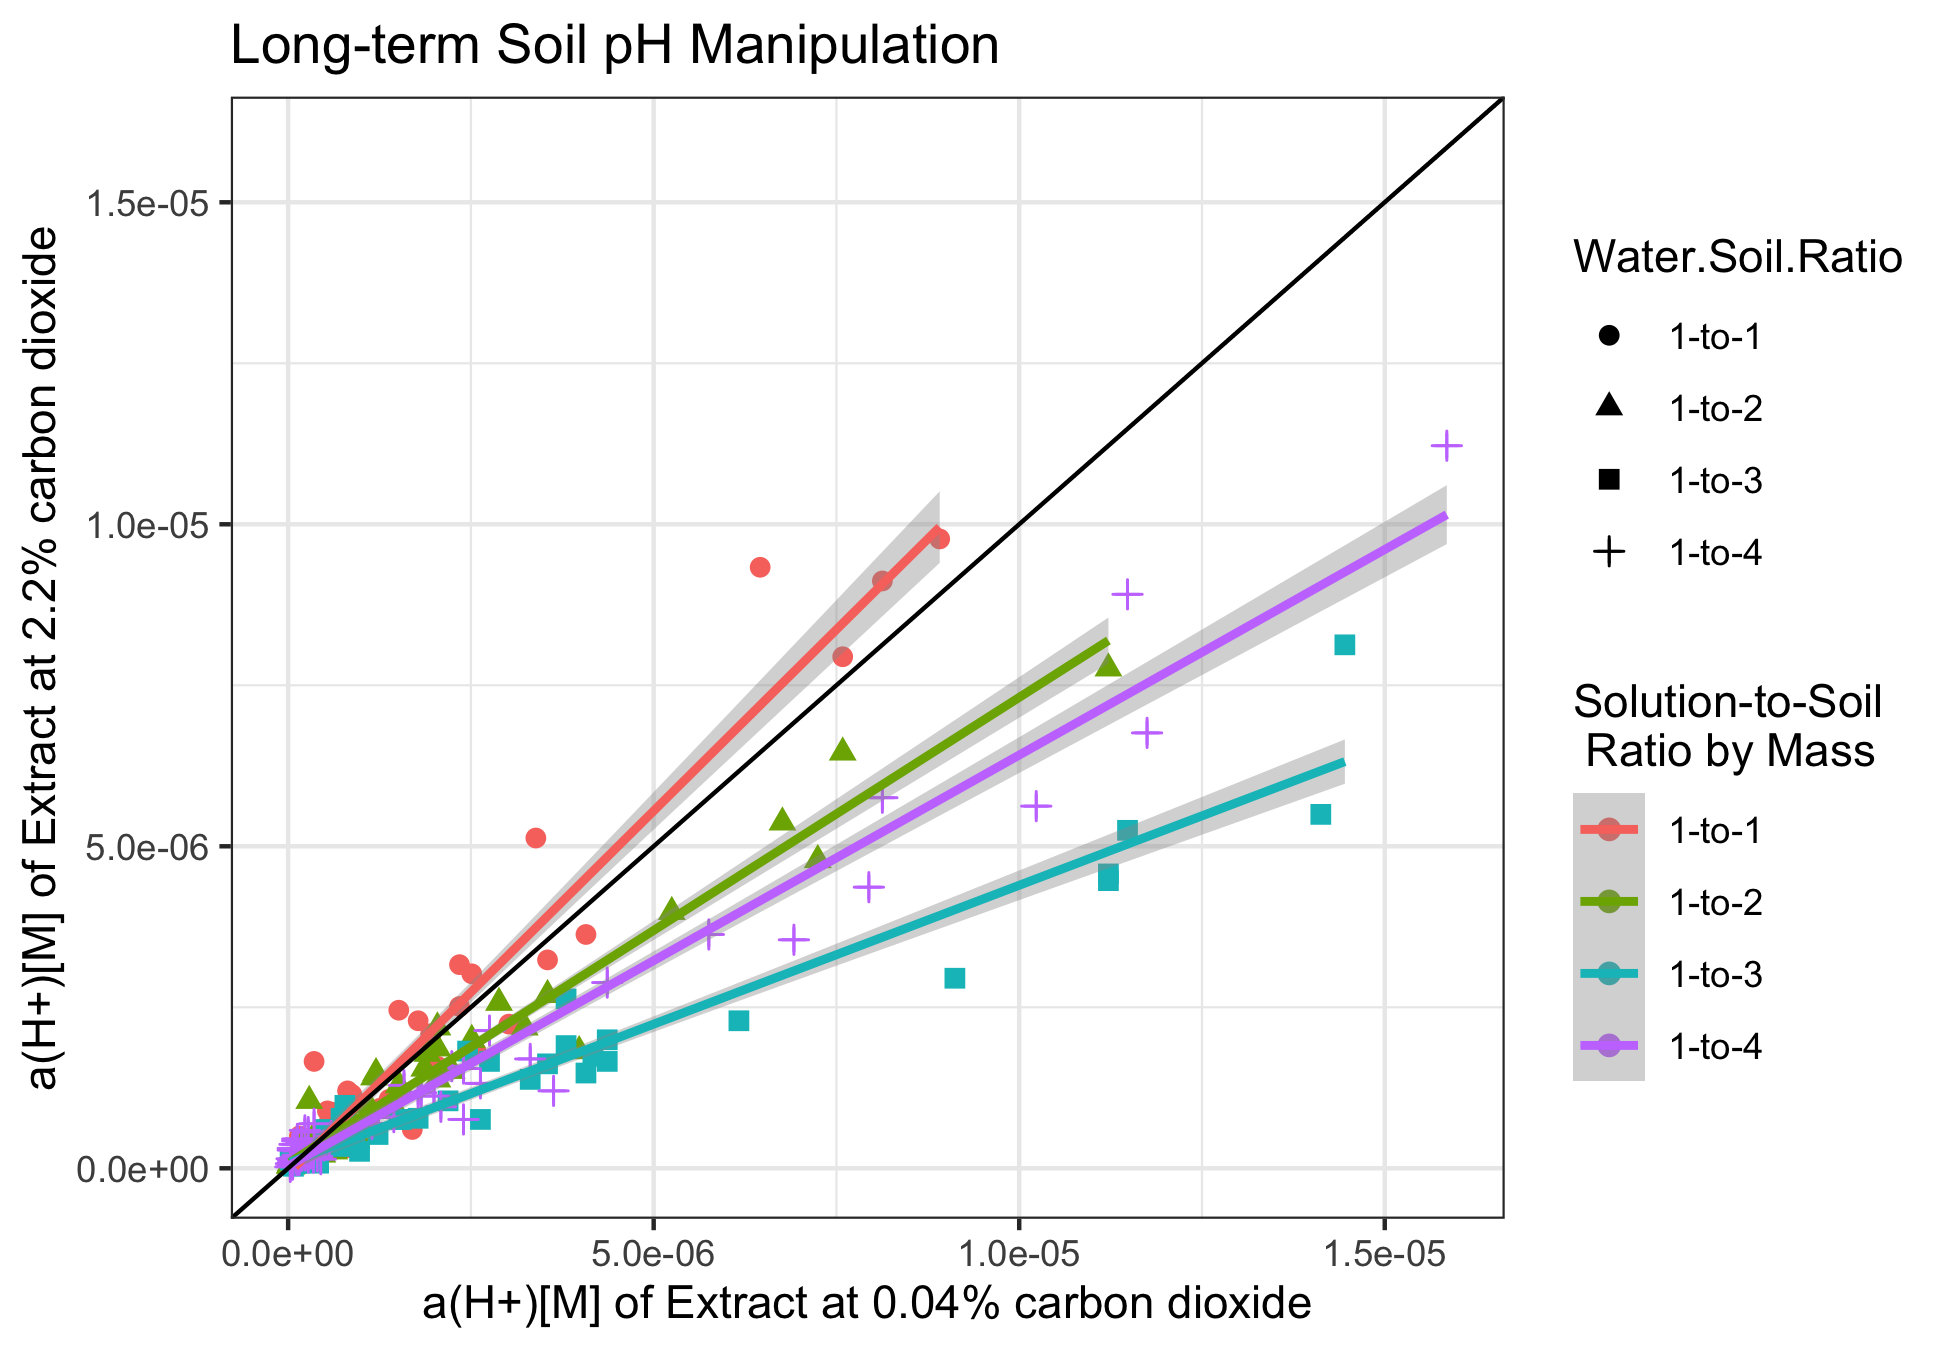 Long-term Soil pH Manipulation
a(H+)[M] of Extract at 2.2% carbon dioxide
1.5e-05
1.0e-05
5.0e-06
0.0e+00
0.0e+00
5.0e-06
1.0e-05
1.5e-05
a(H+)[M] of Extract at 0.04% carbon dioxide
Water.Soil.Ratio
1-to-1
1-to-2
1-to-3
1-to-4
Solution-to-Soil
Ratio by Mass
1-to-1
1-to-2
1-to-3
1-to-4